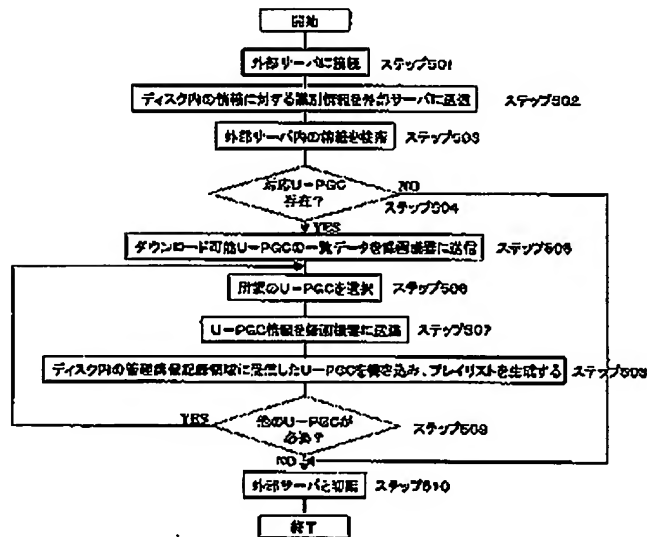 開始
外部サーバに接続 ステップ501
ディスク内の情報に対する識別情報を外部サーバに送信 ステップ502
外部サーバ内の情報を検索 ステップ503
対応U-PGC
存在?
NO
ステップ504
YES
ダウンロード可能U-PGCの一覧データを録画機器に送信 ステップ505
所望のU-PGCを選択 ステップ506
U-PGC情報を録画機器に送信 ステップ507
ディスク内の管理情報記録領域に受信したU-PGCを書き込み、プレイリストを生成する ステップ508
YES
他のU-PGCが
必要?
ステップ509
NO
外部サーバと切断 ステップ510
終了